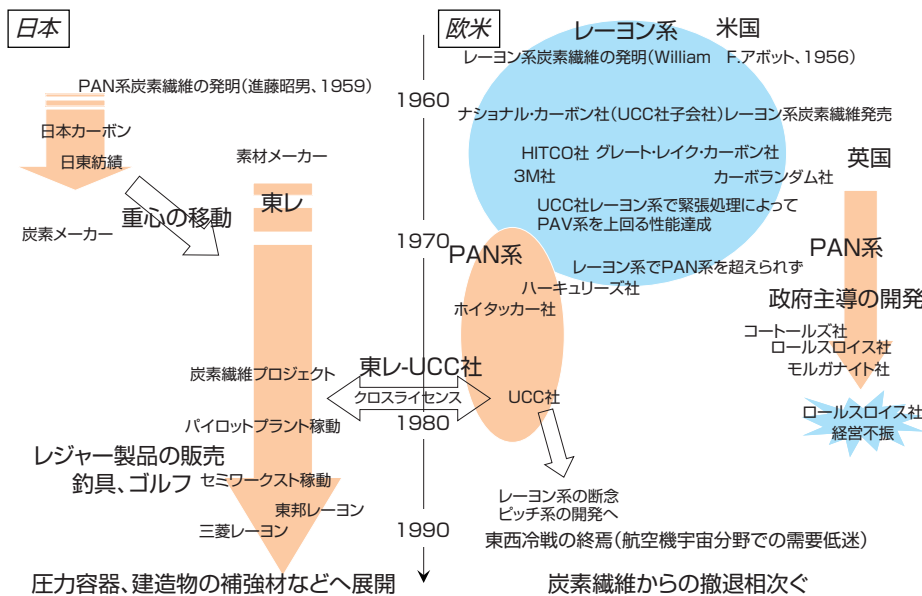 日本
PAN系炭素繊維の発明(進藤昭男、1959)
日本カーボン
日東紡績
素材メーカー
重心の移動
東レ
炭素メーカー
炭素繊維プロジェクト
パイロットプラント稼動
レジャー製品の販売
釣具、ゴルフ
セミワークスト稼動
東邦レーヨン
三菱レーヨン
圧力容器、建造物の補強材などへ展開
1960
1970
1980
1990
東レ-UCC社
クロスライセンス
欧米
レーヨン系
米国
レーヨン系炭素繊維の発明(William F.アボット、1956)
ナショナル・カーボン社(UCC社子会社)レーヨン系炭素繊維発売
HITCO社
グレート・レイク・カーボン社
3M社
カーボランダム社
UCC社レーヨン系で緊張処理によって
PAV系を上回る性能達成
PAN系
レーヨン系でPAN系を超えられず
ハーキュリーズ社
ホイタッカー社
UCC社
レーヨン系の断念
ピッチ系の開発へ
東西冷戦の終焉(航空機宇宙分野での需要低迷)
炭素繊維からの撤退相次ぐ
英国
PAN系
政府主導の開発
コートールズ社
ロールスロイス社
モルガナイト社
ロールスロイス社
経営不振